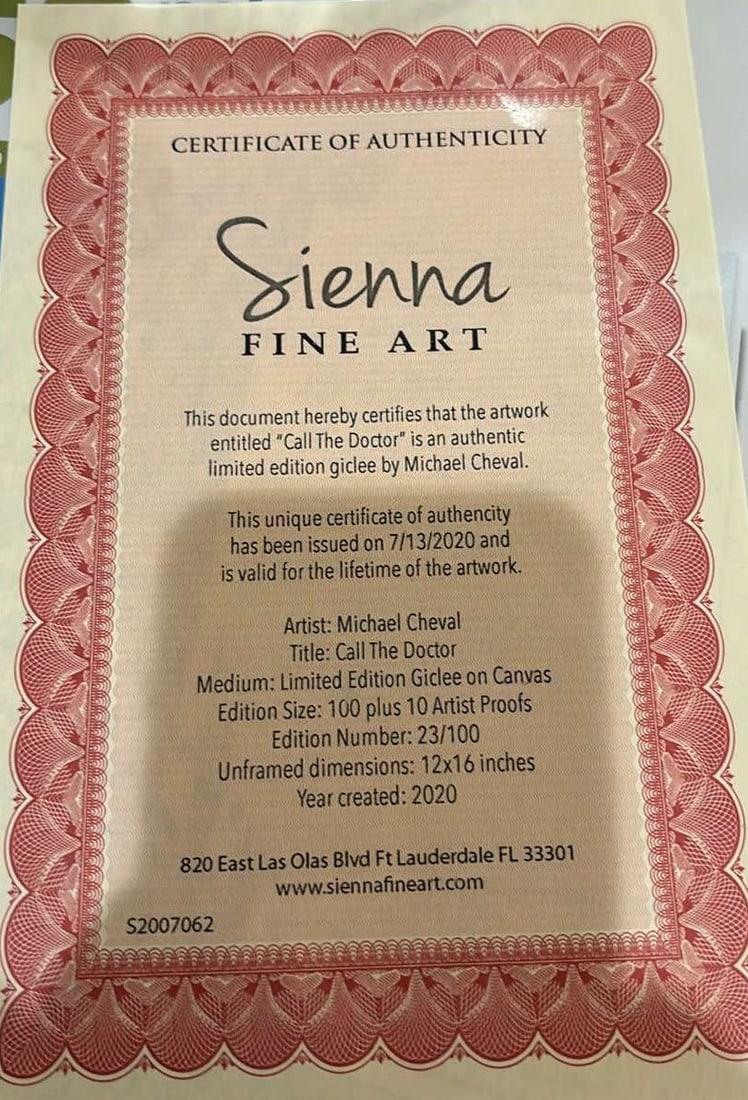 CERTIFICATE OF AUTHENTICITY
Sienna
FINE ART
This document hereby certifies that the artwork
entitled "Call The Doctor" is an authentic
limited edition giclee by Michael Cheval.
This unique certificate of authencity
has been issued on 7/13/2020 and
is valid for the lifetime of the artwork.
Artist: Michael Cheval
Title: Call The Doctor
Medium: Limited Edition Giclee on Canvas
Edition Size: 100 plus 10 Artist Proofs
Edition Number: 23/100
Unframed dimensions: 12x16 inches
Year created: 2020
820 East Las Olas Blvd Ft Lauderdale FL 33301
www.siennafineart.com
S2007062